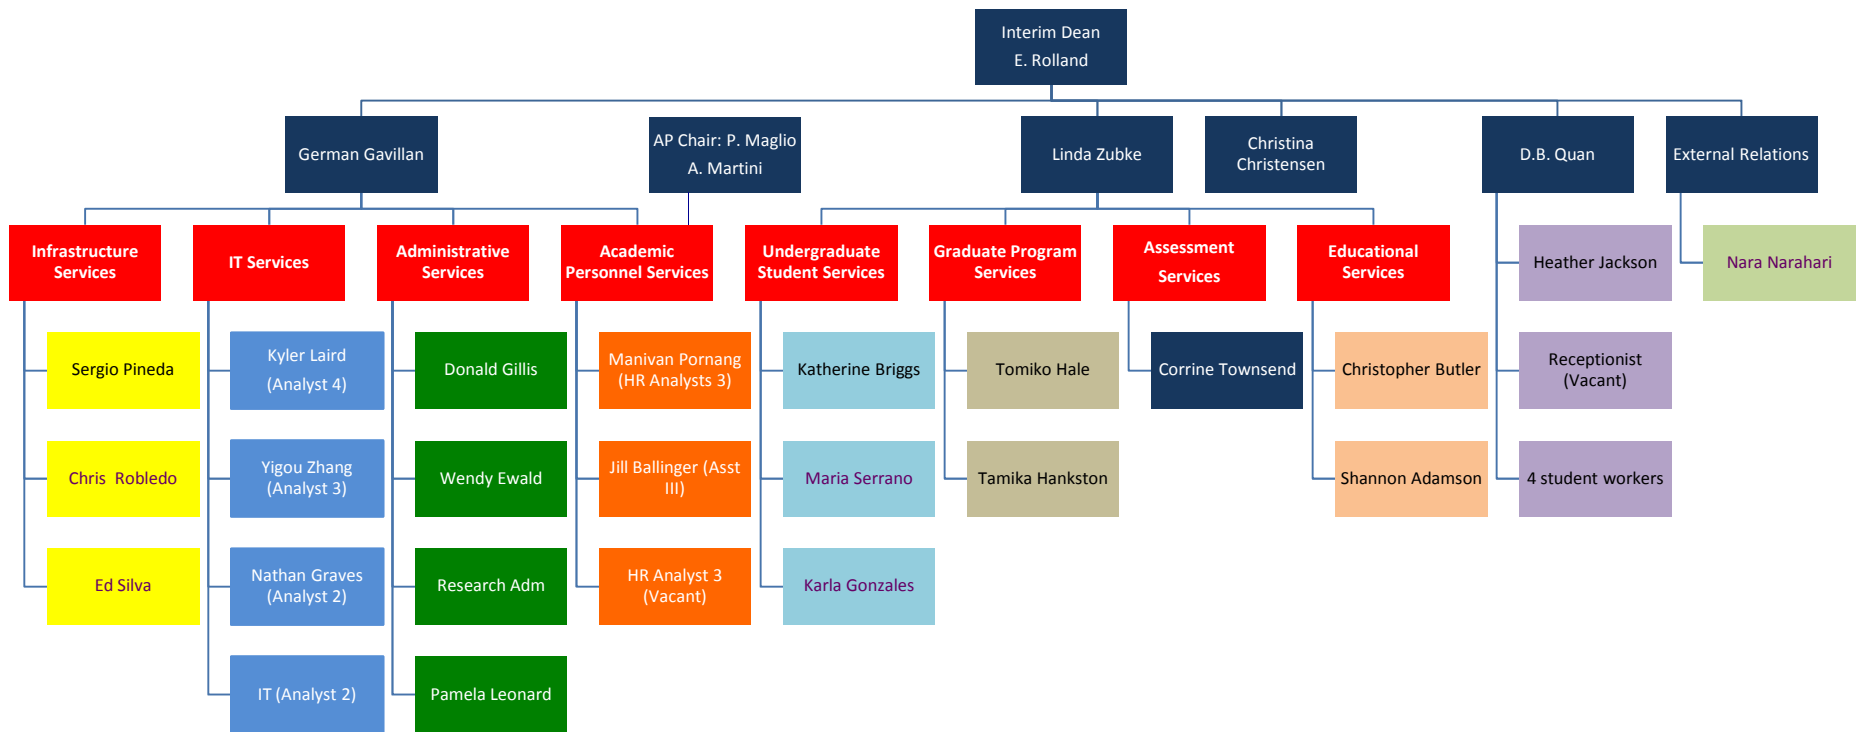 Interim Dean
E. Rolland
German Gavillan
AP Chair: P. Maglio
A. Martini
Linda Zubke
Christina
Christensen
D.B. Quan
External Relations
Infrastructure
Services
IT Services
Administrative
Services
Academic
Personnel Services
Undergraduate
Student Services
Graduate Program
Services
Assessment
Services
Educational
Services
Heather Jackson
Nara Narahari
Sergio Pineda
Kyler Laird
(Analyst 4)
Donald Gillis
Manivan Pornang
(HR Analysts 3)
Katherine Briggs
Tomiko Hale
Corrine Townsend
Christopher Butler
Receptionist
(Vacant)
Chris  Robledo
Yigou Zhang
(Analyst 3)
Wendy Ewald
Jill Ballinger (Asst
III)
Maria Serrano
Tamika Hankston
Shannon Adamson
4 student workers
Ed Silva
Nathan Graves
(Analyst 2)
Research Adm
HR Analyst 3
(Vacant)
Karla Gonzales
IT (Analyst 2)
Pamela Leonard